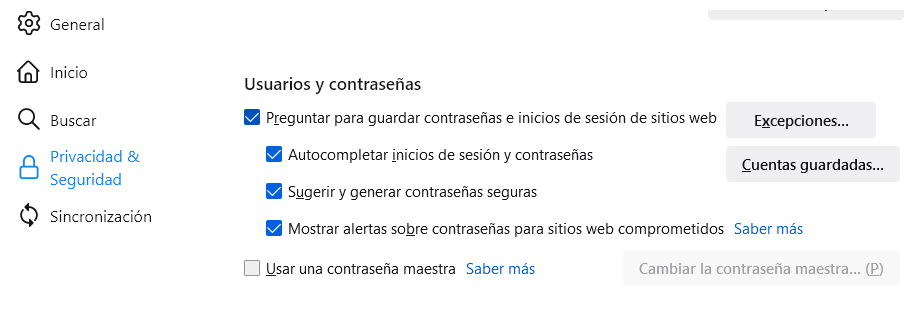 General
Inicio
Buscar
Privacidad &
Seguridad
Sincronización
Usuarios y contraseñas
Preguntar para guardar contraseñas e inicios de sesión de sitios web
Excepciones...
Autocompletar inicios de sesión y contraseñas
Cuentas guardadas...
Sugerir y generar contraseñas seguras
Mostrar alertas sobre contraseñas para sitios web comprometidos Saber más
Usar una contraseña maestra Saber más
Cambiar la contraseña maestra... (P)